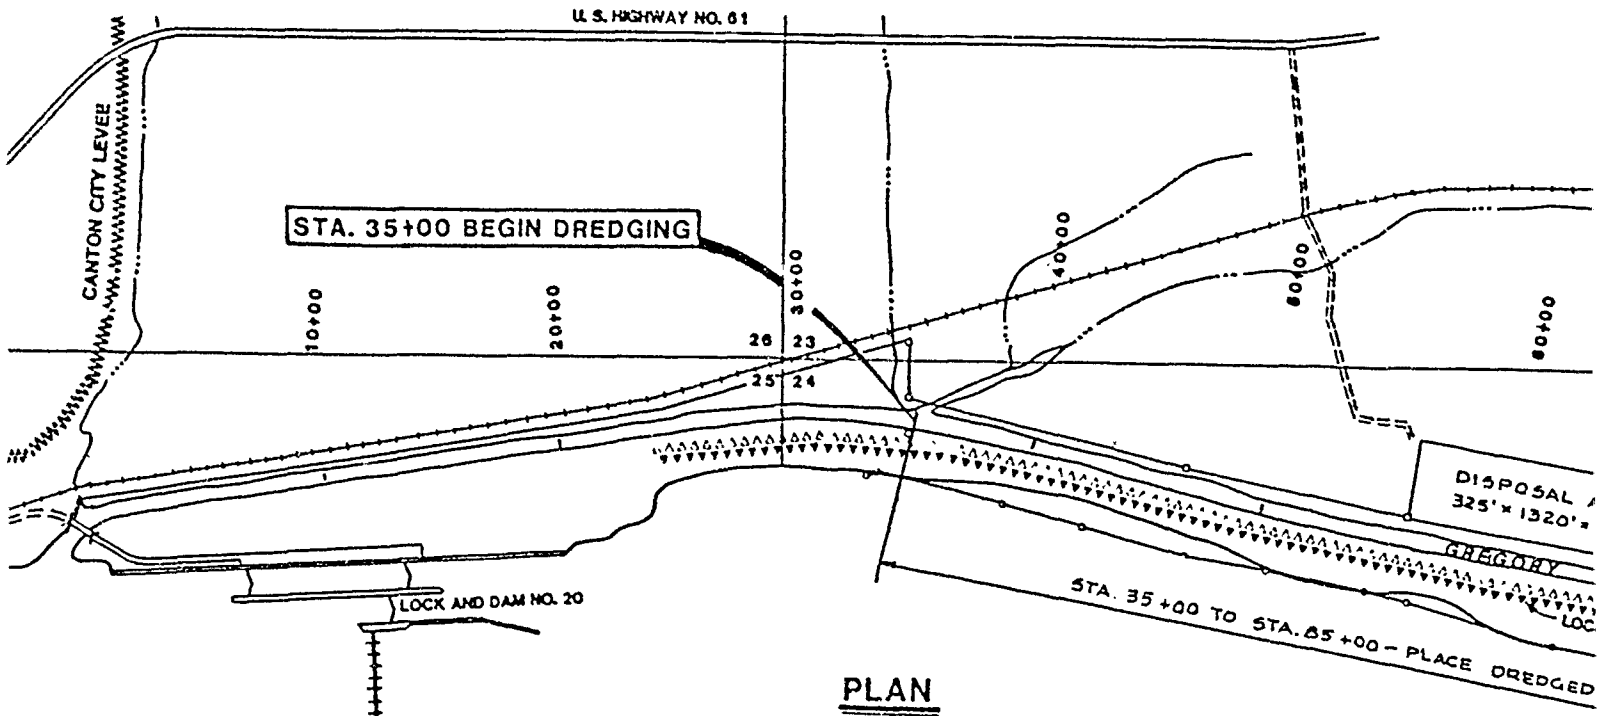 U. S. HIGHWAY NO. 61
CANTON CITY LEVEE
STA. 35+00 BEGIN DREDGING
10+00
20+00
30+00
40+00
60+00
26 23
25 24
DISPOSAL A
325' x 1320' =
GREGORY
LOC
LOCK AND DAM NO. 20
STA. 35+00 TO STA. 85+00 - PLACE DREDGED
PLAN